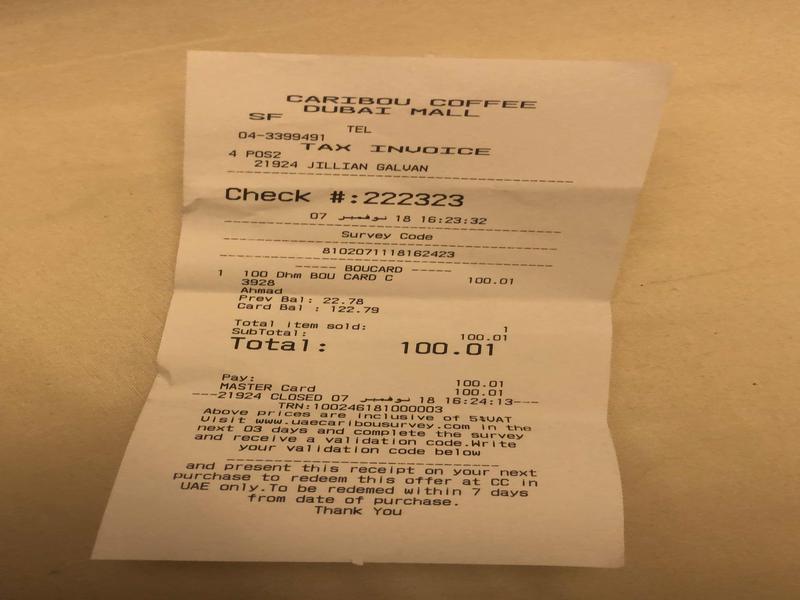 CARIBOU COFFEE
DUBAI MALL
SF
TEL
04-3399491
TAX INVOICE
4 POS2
21924 JILLIAN GALVAN
Check #:222323
07 نوفمبر 18 16:23:32
Survey Code
8102071118162423
----- BOUCARD -----
1 100 Dhm BOU CARD C 100.01
3928
Ahmad
Prev Bal: 22.78
Card Bal : 122.79
Total item sold: 1
SubTotal: 100.01
Total: 100.01
Pay: 100.01
MASTER Card 100.01
---21924 CLOSED 07 نوفمبر 18 16:24:13---
TRN:100246181000003
Above prices are inclusive of 5%VAT
Visit www.uaecaribousurvey.com in the
next 03 days and complete the survey
and receive a validation code.Write
your validation code below
and present this receipt on your next
purchase to redeem this offer at CC in
UAE only.To be redemed within 7 days
from date of purchase.
Thank You